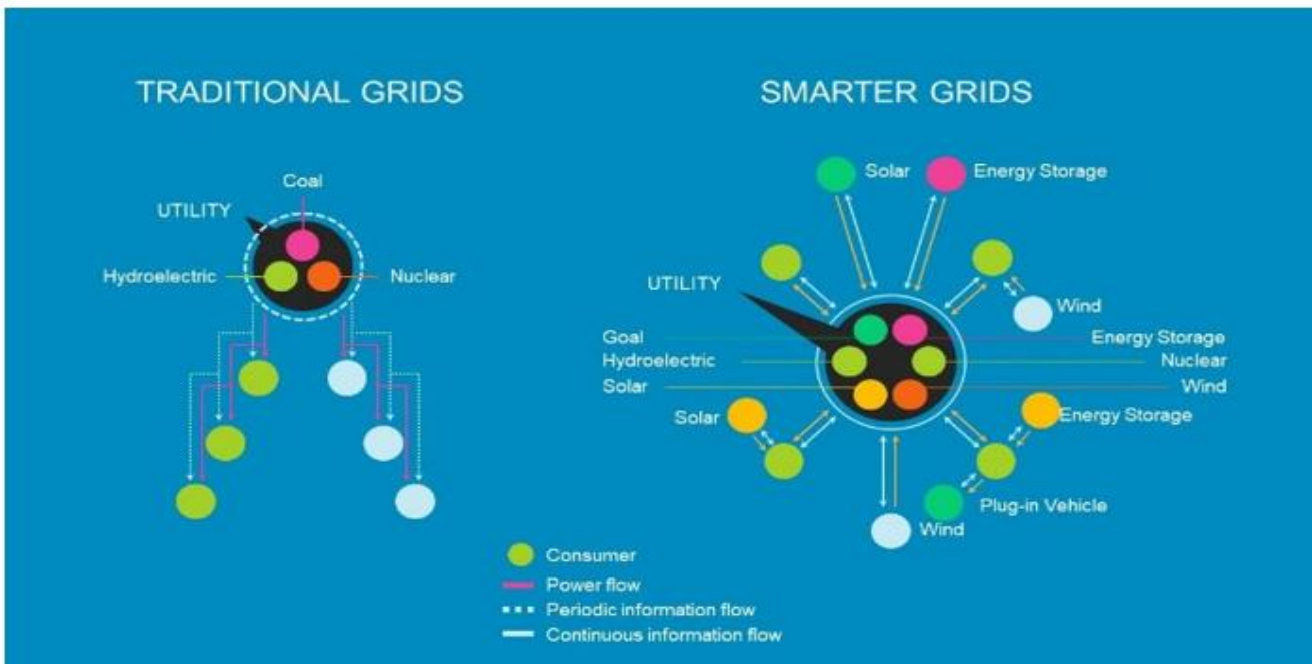 TRADITIONAL GRIDS
Coal
UTILITY
Hydroelectric
Nuclear
SMARTER GRIDS
Solar
Energy Storage
UTILITY
Wind
Goal
Energy Storage
Hydroelectric
Nuclear
Solar
Wind
Solar
Energy Storage
Plug-in Vehicle
Wind
Consumer
Power flow
Periodic information flow
Continuous information flow